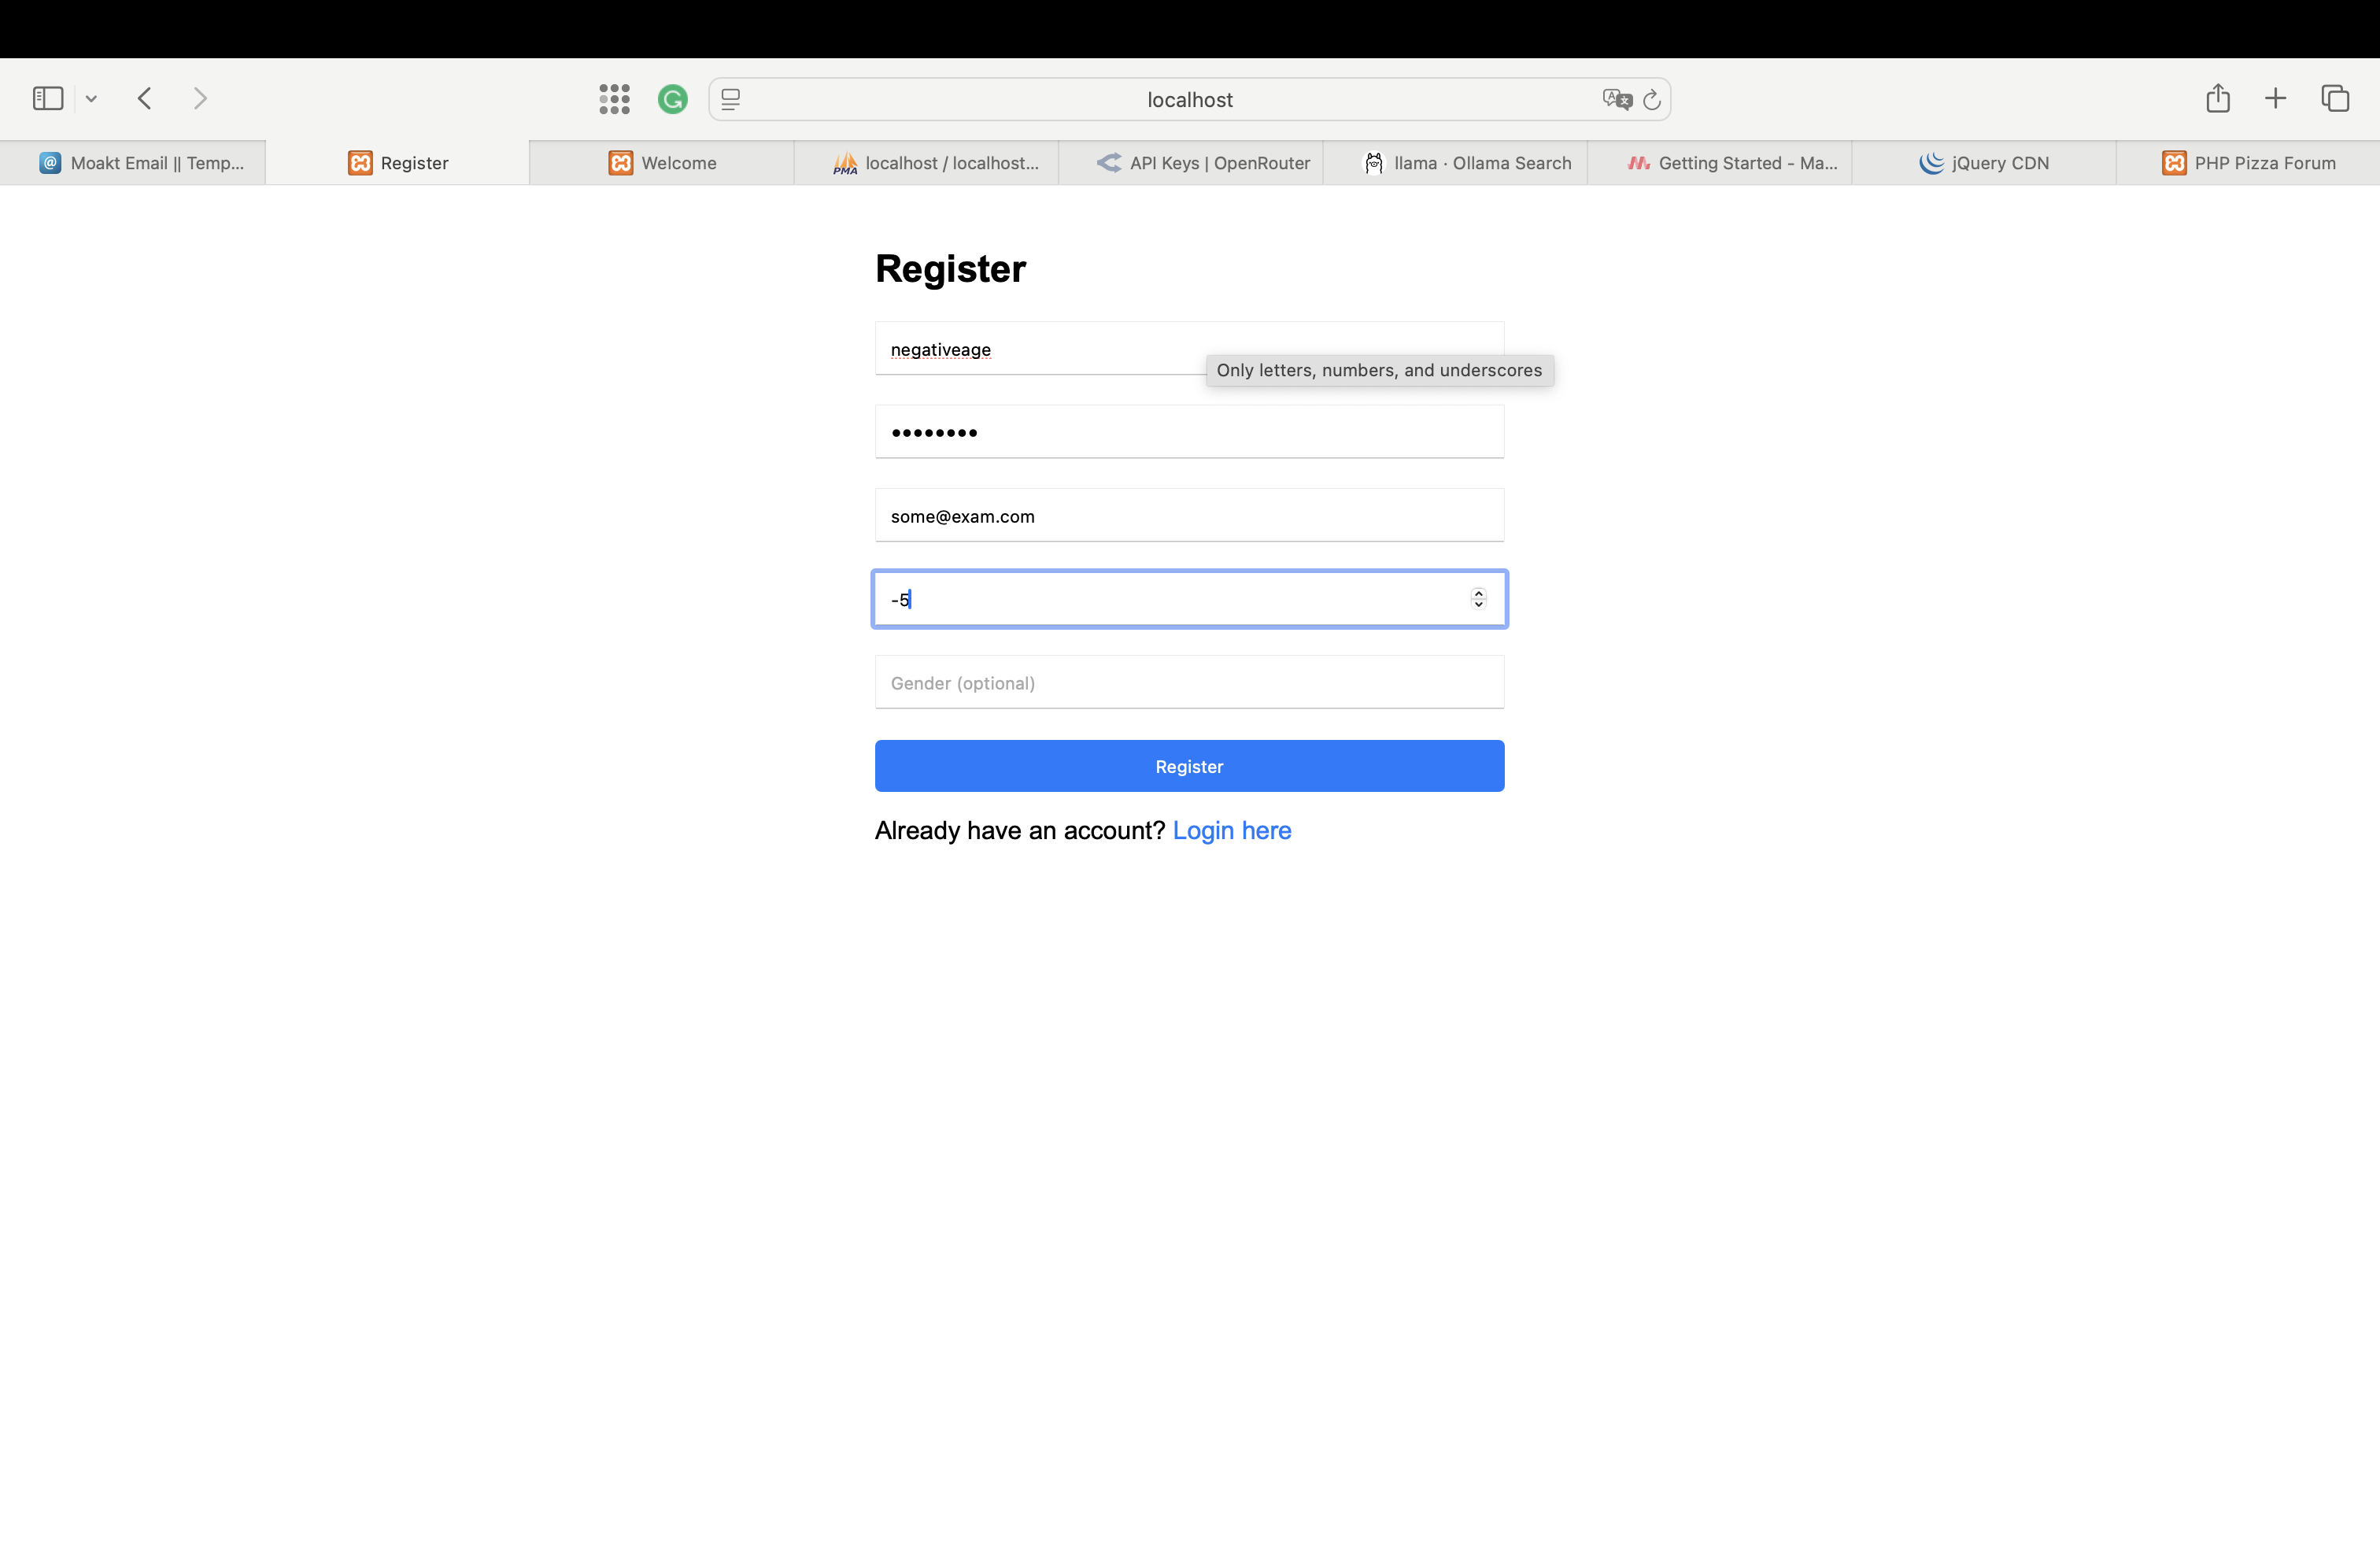 localhost
Moakt Email || Temp...
Register
Welcome
PMA localhost / localhost...
API Keys | OpenRouter
llama · Ollama Search
Getting Started - Ma...
jQuery CDN
PHP Pizza Forum
Register
negativeage
Only letters, numbers, and underscores
••••••••
some@exam.com
-5
Gender (optional)
Register
Already have an account? Login here